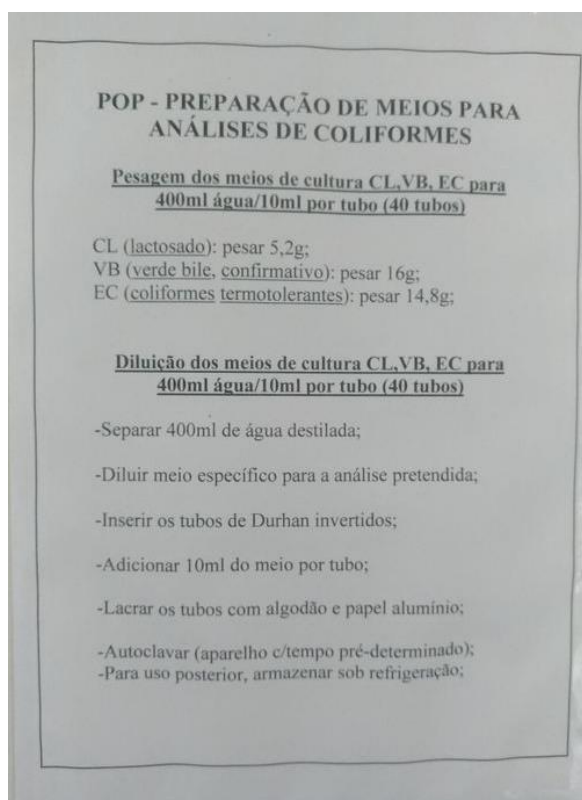 POP - PREPARAÇÃO DE MEIOS PARA
ANÁLISES DE COLIFORMES
Pesagem dos meios de cultura CL,VB, EC para
400ml água/10ml por tubo (40 tubos)
CL (lactosado): pesar 5,2g;
VB (verde bile, confirmativo): pesar 16g;
EC (coliformes termotolerantes): pesar 14,8g;
Diluição dos meios de cultura CL,VB, EC para
400ml água/10ml por tubo (40 tubos)
-Separar 400ml de água destilada;
-Diluir meio específico para a análise pretendida;
-Inserir os tubos de Durhan invertidos;
-Adicionar 10ml do meio por tubo;
-Lacrar os tubos com algodão e papel alumínio;
-Autoclavar (aparelho c/tempo pré-determinado);
-Para uso posterior, armazenar sob refrigeração;